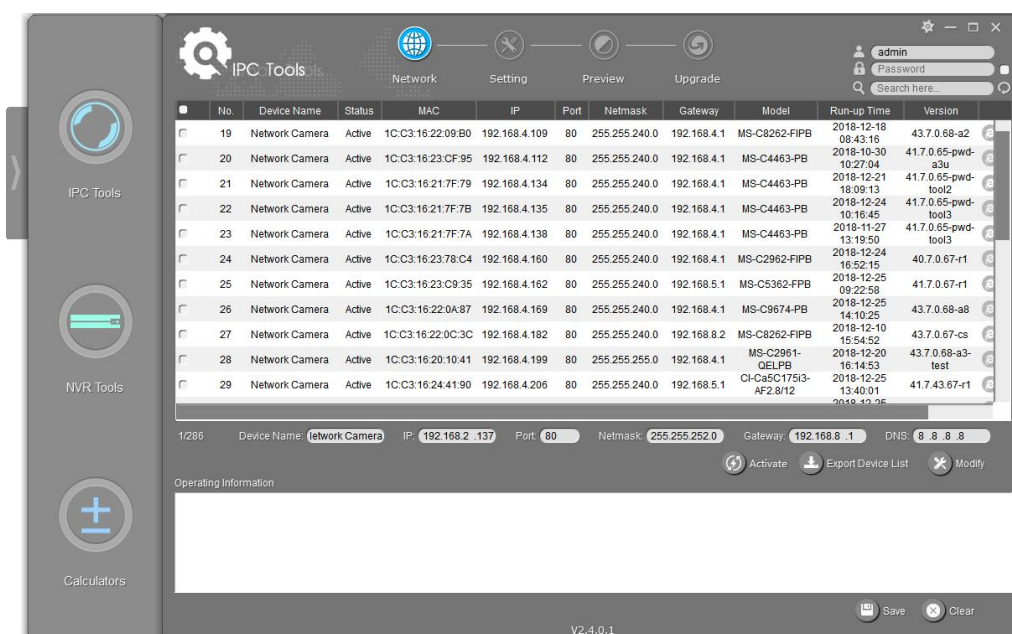 IPC Tools
Network Setting Preview Upgrade
admin
Password
Search here...
No. Device Name Status MAC IP Port Netmask Gateway Model Run-up Time Version
19 Network Camera Active 1C:C3:16:22:09:B0 192.168.4.109 80 255.255.240.0 192.168.4.1 MS-C8262-FIPB 2018-12-18 08:43:16 43.7.0.68-a2
20 Network Camera Active 1C:C3:16:23:CF:95 192.168.4.112 80 255.255.240.0 192.168.4.1 MS-C4463-PB 2018-10-30 10:27:04 41.7.0.65-pwd-a3u
21 Network Camera Active 1C:C3:16:21:7F:79 192.168.4.134 80 255.255.240.0 192.168.4.1 MS-C4463-PB 2018-12-21 18:09:13 41.7.0.65-pwd-tool2
22 Network Camera Active 1C:C3:16:21:7F:7B 192.168.4.135 80 255.255.240.0 192.168.4.1 MS-C4463-PB 2018-12-24 10:16:45 41.7.0.65-pwd-tool3
23 Network Camera Active 1C:C3:16:21:7F:7A 192.168.4.138 80 255.255.240.0 192.168.4.1 MS-C4463-PB 2018-11-27 13:19:50 41.7.0.65-pwd-tool3
24 Network Camera Active 1C:C3:16:23:78:C4 192.168.4.160 80 255.255.240.0 192.168.4.1 MS-C2962-FIPB 2018-12-24 16:52:15 40.7.0.67-r1
25 Network Camera Active 1C:C3:16:23:C9:35 192.168.4.162 80 255.255.240.0 192.168.5.1 MS-C5362-FPB 2018-12-25 09:22:58 41.7.0.67-r1
26 Network Camera Active 1C:C3:16:22:0A:87 192.168.4.169 80 255.255.240.0 192.168.4.1 MS-C9674-PB 2018-12-25 14:10:25 43.7.0.68-a8
27 Network Camera Active 1C:C3:16:22:0C:3C 192.168.4.182 80 255.255.240.0 192.168.8.2 MS-C8262-FIPB 2018-12-10 15:54:52 43.7.0.67-cs
28 Network Camera Active 1C:C3:16:20:10:41 192.168.4.199 80 255.255.255.0 192.168.4.1 MS-C2961-QELPB 2018-12-20 16:14:53 43.7.0.68-a3-test
29 Network Camera Active 1C:C3:16:24:41:90 192.168.4.206 80 255.255.240.0 192.168.5.1 CI-Ca5C175i3-AF2.8/12 2018-12-25 13:40:01 41.7.43.67-r1
1/286 Device Name: letwork Camera IP: 192.168.2 .137 Port: 80 Netmask: 255.255.252.0 Gateway: 192.168.8 .1 DNS: 8 .8 .8 .8
Activate Export Device List Modify
Operating Information
Save Clear
V2.4.0.1
IPC Tools
NVR Tools
Calculators